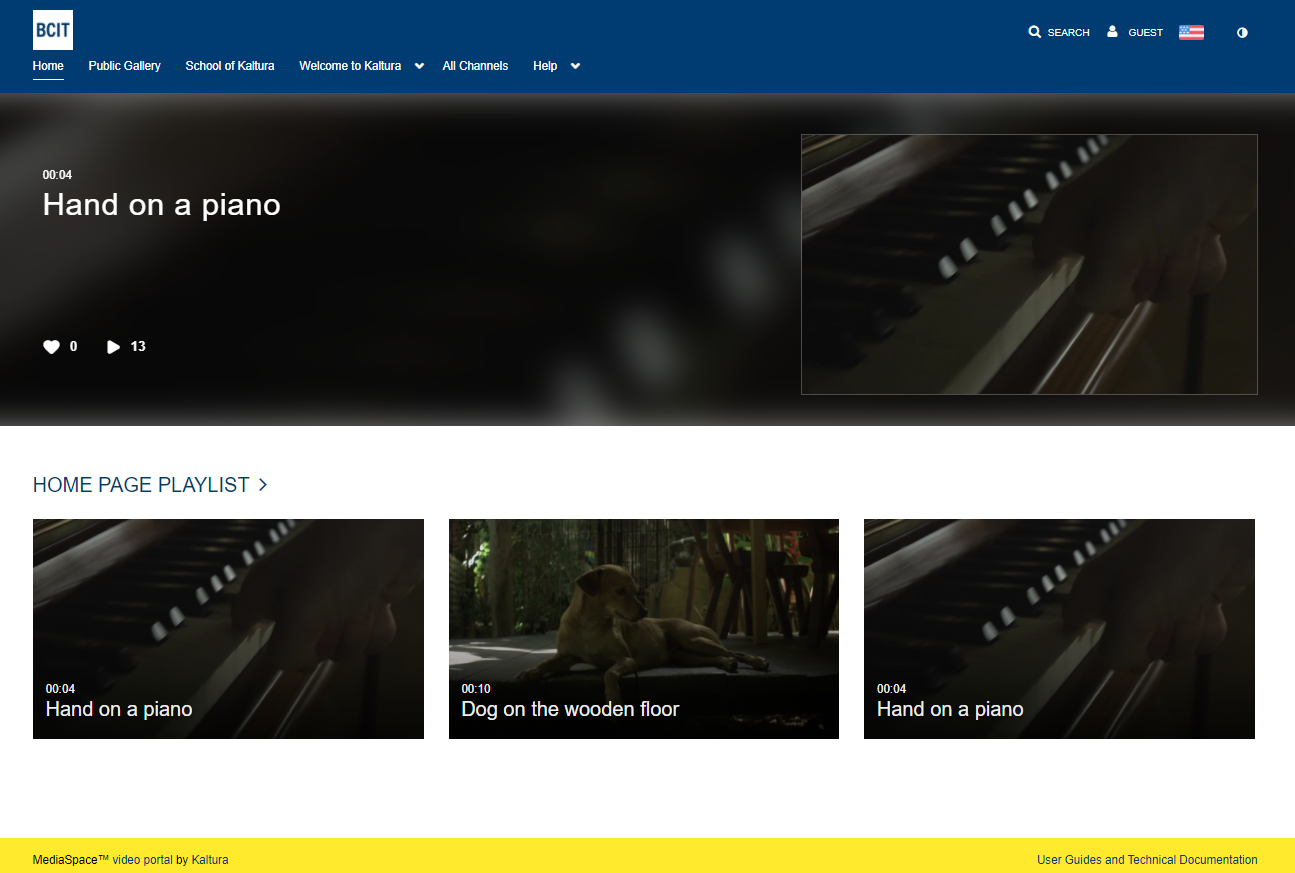 BCIT
SEARCH GUEST
Home Public Gallery School of Kaltura Welcome to Kaltura All Channels Help
00:04
Hand on a piano
0 13
HOME PAGE PLAYLIST
00:04
Hand on a piano
00:10
Dog on the wooden floor
00:04
Hand on a piano
MediaSpace™ video portal by Kaltura
User Guides and Technical Documentation